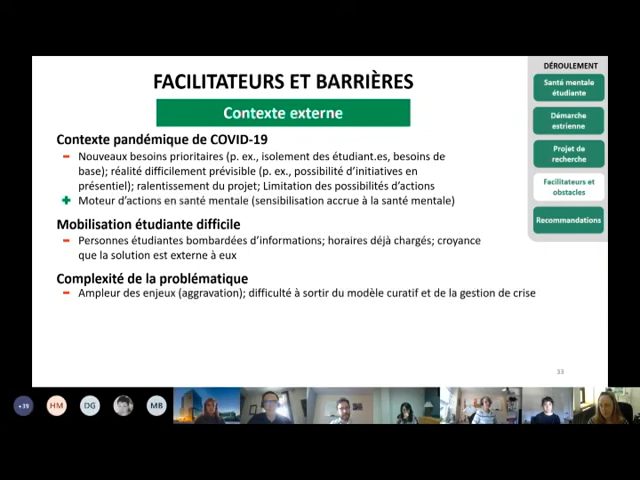 FACILITATEURS ET BARRIÈRES
Contexte externe
Contexte pandémique de COVID-19
- Nouveaux besoins prioritaires (p. ex., isolement des étudiant.es, besoins de
base); réalité difficilement prévisible (p. ex., possibilité d'initiatives en
présentiel); ralentissement du projet; Limitation des possibilités d'actions
+ Moteur d'actions en santé mentale (sensibilisation accrue à la santé mentale)
Mobilisation étudiante difficile
- Personnes étudiantes bombardées d'informations; horaires déjà chargés; croyance
que la solution est externe à eux
Complexité de la problématique
- Ampleur des enjeux (aggravation); difficulté à sortir du modèle curatif et de la gestion de crise
DÉROULEMENT
Santé mentale
étudiante
Démarche
estrienne
Projet de
recherche
Facilitateurs et
obstacles
Recommandations
33
+39
HM
DG
MB